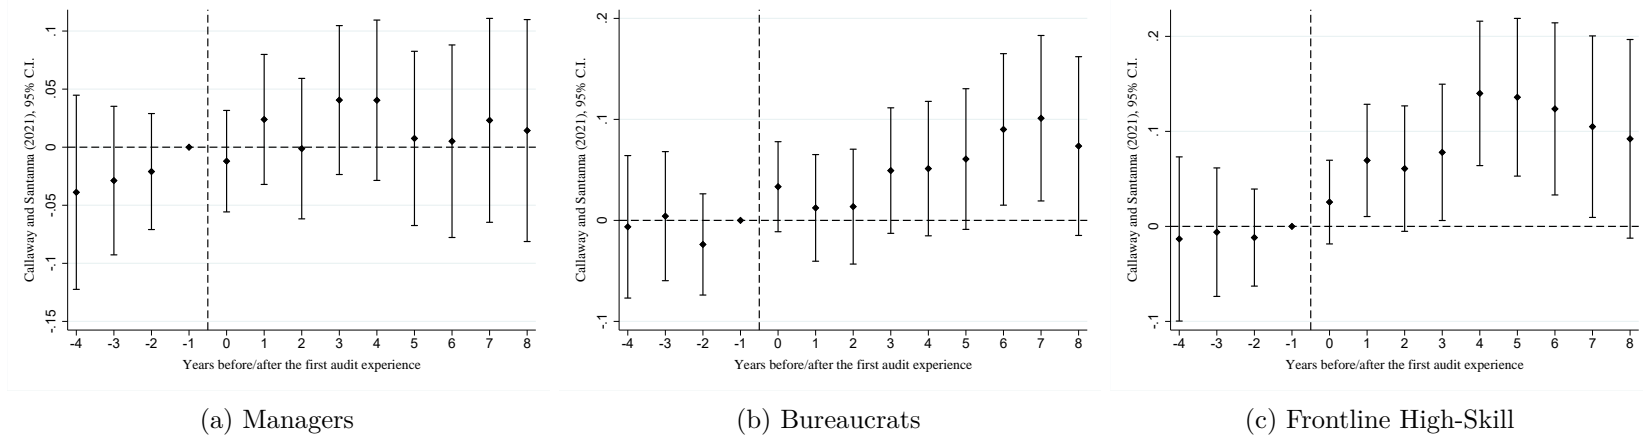 Callaway and Santanna (2021), 95% C.I.
.1
.05
0
-.05
-.1
-.15
-4 -3 -2 -1 0 1 2 3 4 5 6 7 8
Years before/after the first audit experience
(a) Managers
Callaway and Santanna (2021), 95% C.I.
.2
.1
0
-.1
-4 -3 -2 -1 0 1 2 3 4 5 6 7 8
Years before/after the first audit experience
(b) Bureaucrats
Callaway and Santanna (2021), 95% C.I.
.2
.1
0
-.1
-4 -3 -2 -1 0 1 2 3 4 5 6 7 8
Years before/after the first audit experience
(c) Frontline High-Skill